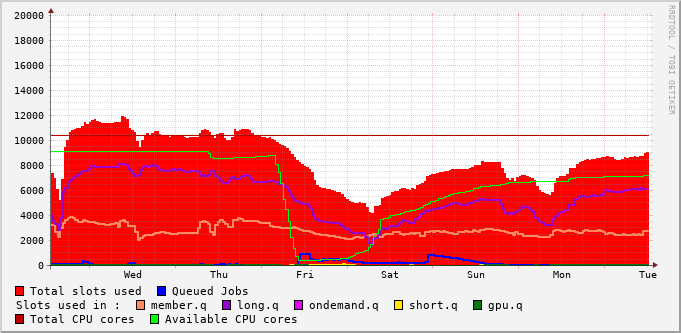 20000
18000
16000
14000
12000
10000
8000
6000
4000
2000
0
Wed Thu Fri Sat Sun Mon Tue
Total slots used Queued Jobs
Slots used in : member.q long.q ondemand.q short.q gpu.q
Total CPU cores Available CPU cores
RRDTOOL / TOBI OETIKER